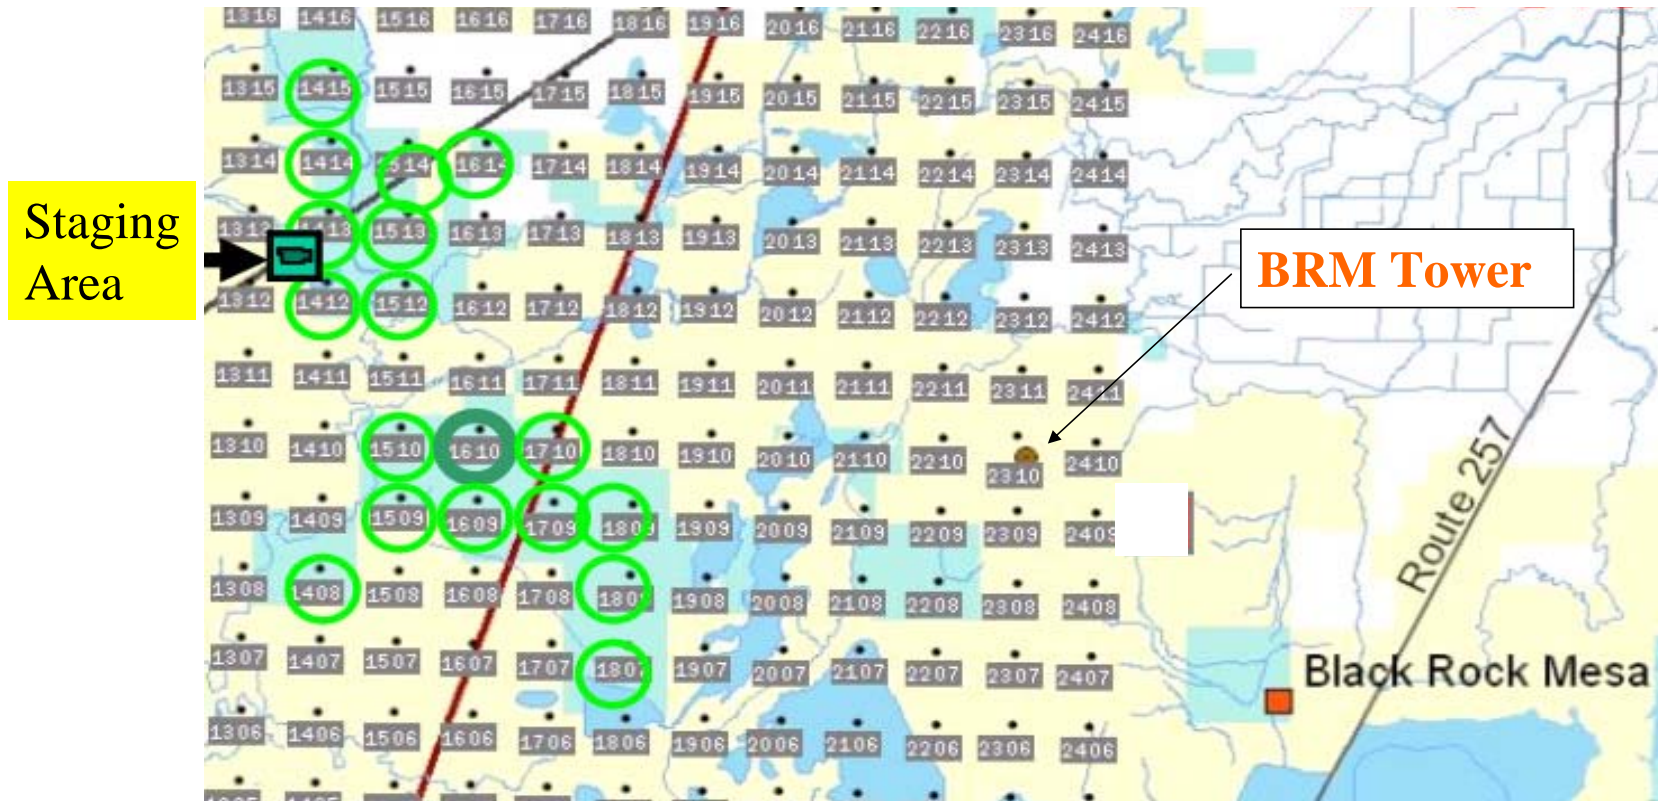 1316 1416 1516 1616 1716 1816 1916 2016 2116 2216 2316 2416
1315 1415 1515 1615 1715 1815 1915 2015 2115 2215 2315 2415
1314 1414 1514 1614 1714 1814 1914 2014 2114 2214 2314 2414
Staging
Area
1513 1613 1713 1813 1913 2013 2113 2213 2313 2413
BRM Tower
1312 1412 1512 1612 1712 1812 1912 2012 2112 2212 2312 2412
1311 1411 1511 1611 1711 1811 1911 2011 2111 2211 2311 2411
1310 1410 1510 1610 1710 1810 1910 2010 2110 2210 2310 2410
1309 1409 1509 1609 1709 1809 1909 2009 2109 2209 2309 2409
Route 257
1308 1408 1508 1608 1708 1808 1908 2008 2108 2208 2308 2408
1307 1407 1507 1607 1707 1807 1907 2007 2107 2207 2307 2407
Black Rock Mesa
1306 1406 1506 1606 1706 1806 1906 2006 2106 2206 2306 2406